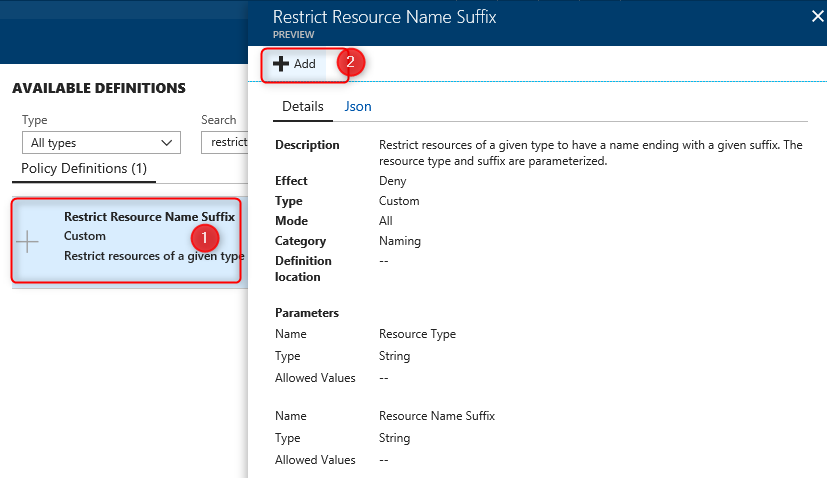 Restrict Resource Name Suffix
PREVIEW
Add
2
AVAILABLE DEFINITIONS
Type
Search
All types
restrict
Policy Definitions (1)
Restrict Resource Name Suffix
Custom
1
Restrict resources of a given type
Details
Json
Description
Restrict resources of a given type to have a name ending with a given suffix. The
resource type and suffix are parameterized.
Effect
Deny
Type
Custom
Mode
All
Category
Naming
Definition
location
--
Parameters
Name
Resource Type
Type
String
Allowed Values
--
Name
Resource Name Suffix
Type
String
Allowed Values
--